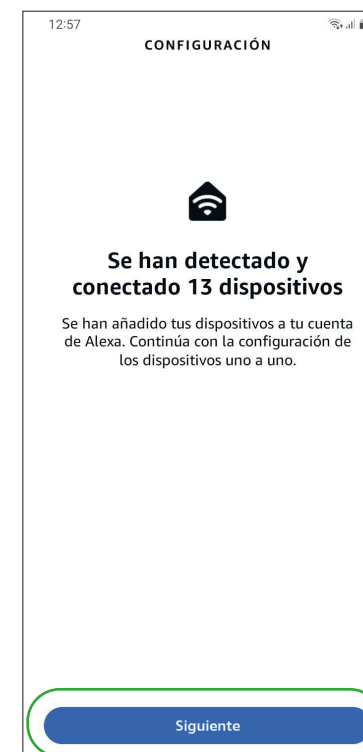 12:57
CONFIGURACIÓN
Se han detectado y
conectado 13 dispositivos
Se han añadido tus dispositivos a tu cuenta
de Alexa. Continúa con la configuración de
los dispositivos uno a uno.
Siguiente